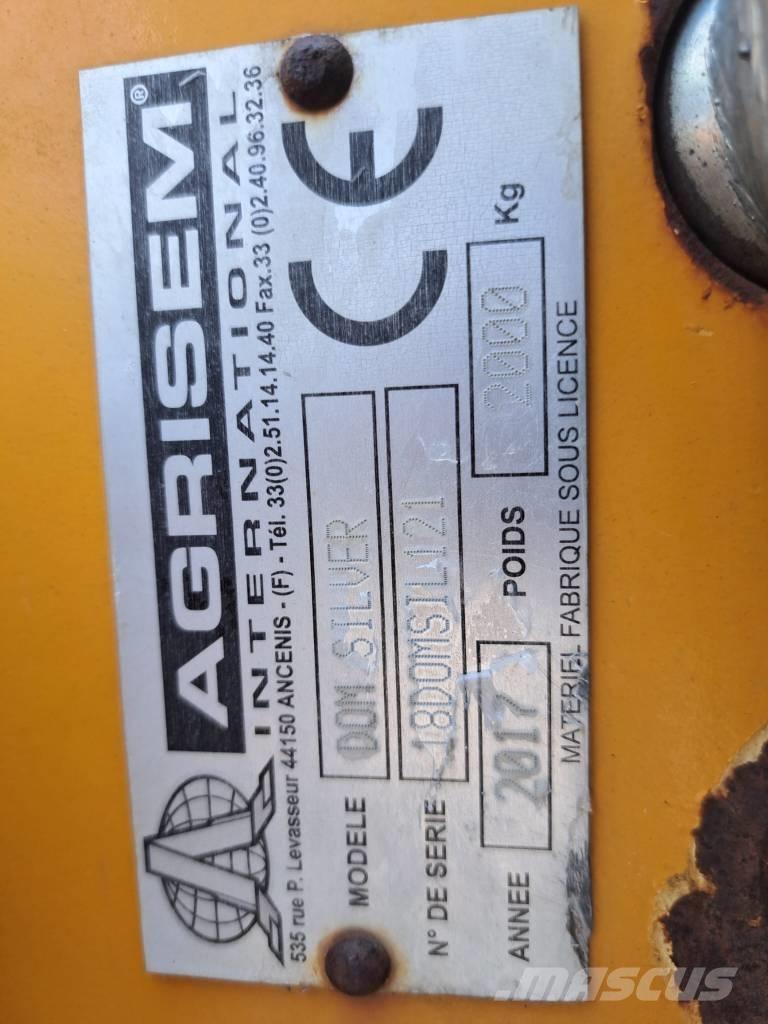 AGRISEM®
INTERNATIONAL
535 rue P. Levasseur 44150 ANCENIS - (F) - Tél. 33(0)2.51.14.14.40 Fax.33 (0)2.40.96.32.36
MODELE DOM SILVER
N° DE SERIE 18DOMSIL121
ANNEE 2017 POIDS 2000 Kg
MATERIEL FABRIQUE SOUS LICENCE
CE
MASCUS